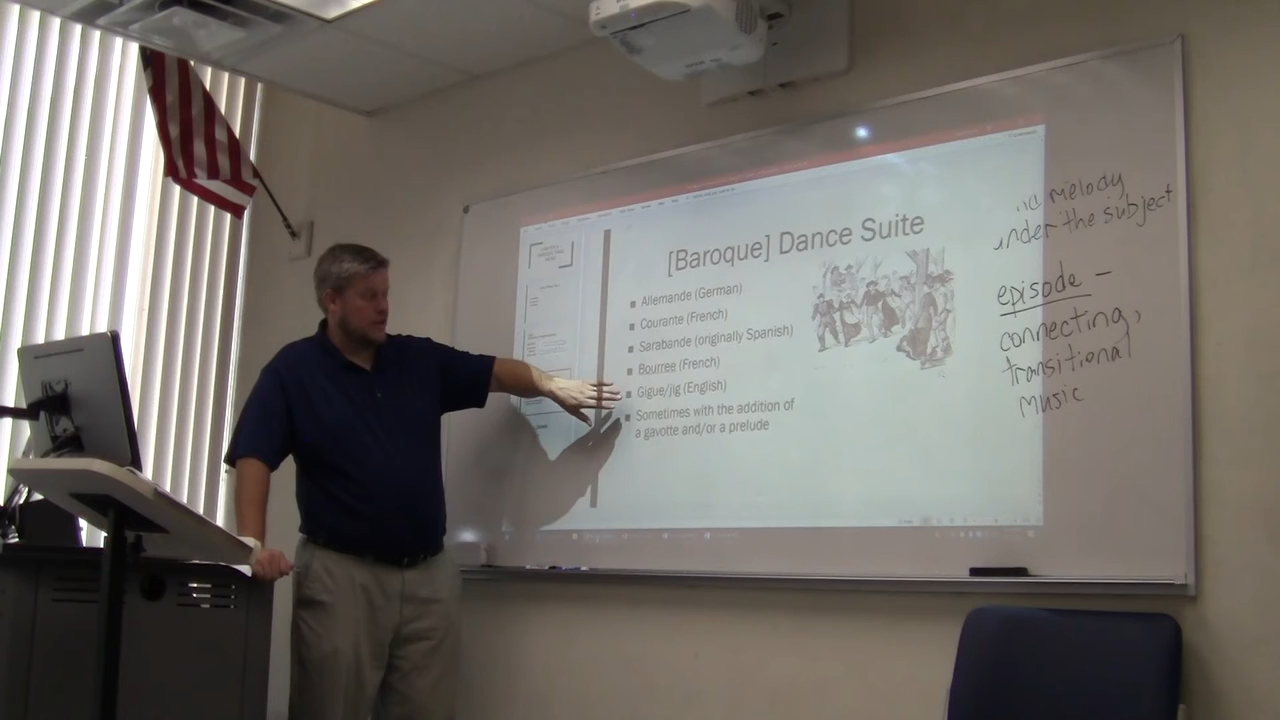 [Baroque] Dance Suite
Allemande (German)
Courante (French)
Sarabande (originally Spanish)
Bourree (French)
Gigue/jig (English)
Sometimes with the addition of
a gavotte and/or a prelude
melody
under the subject
episode –
connecting,
transitional
music